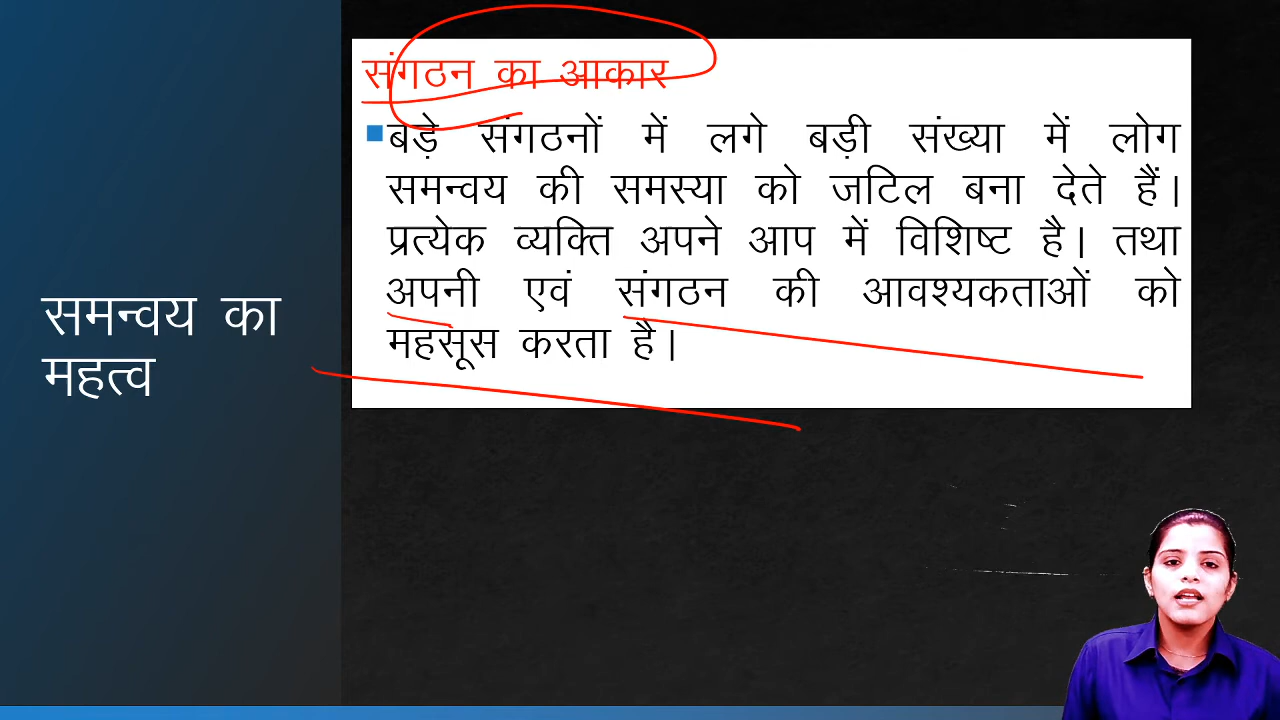 संगठन का आकार
बड़े संगठनों में लगे बड़ी संख्या में लोग
समन्वय की समस्या को जटिल बना देते हैं।
प्रत्येक व्यक्ति अपने आप में विशिष्ट है। तथा
अपनी एवं संगठन की आवश्यकताओं को
महसूस करता है।
समन्वय का
महत्व